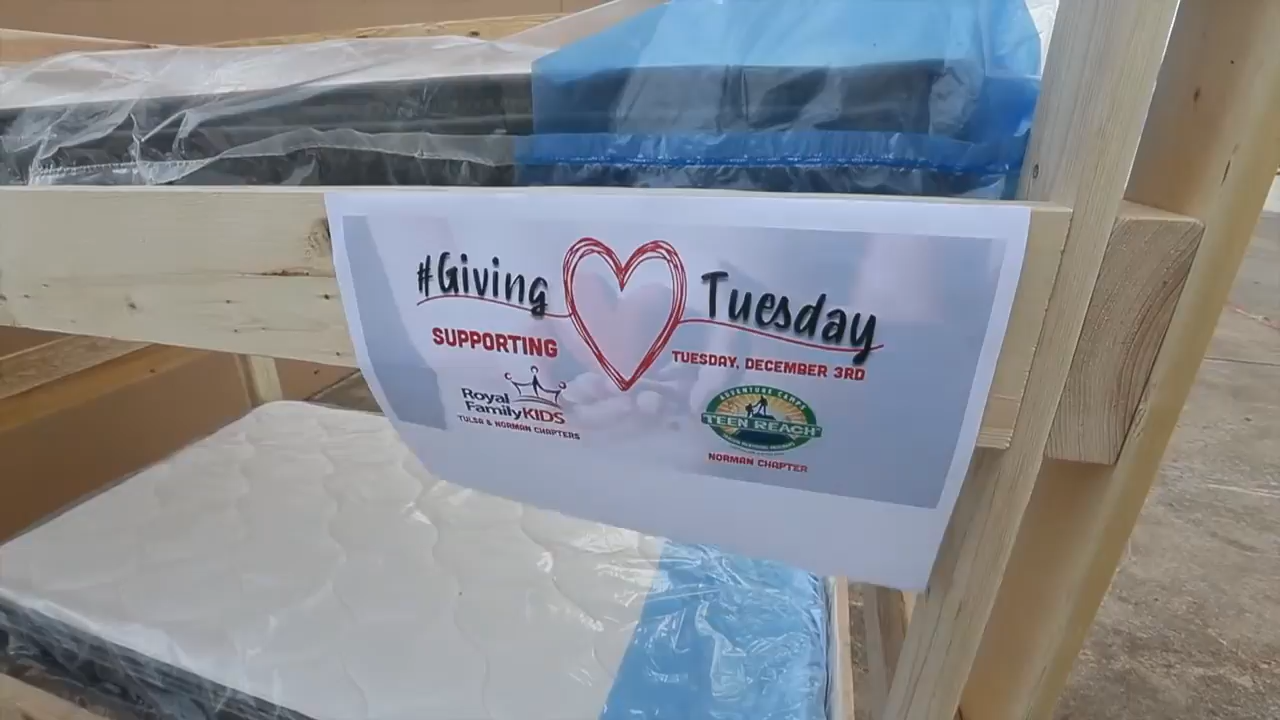 #Giving Tuesday
SUPPORTING
TUESDAY, DECEMBER 3RD
Royal
FamilyKIDS
TULSA & NORMAN CHAPTERS
ADVENTURE CAMPS
TEEN REACH
NORMAN CHAPTER